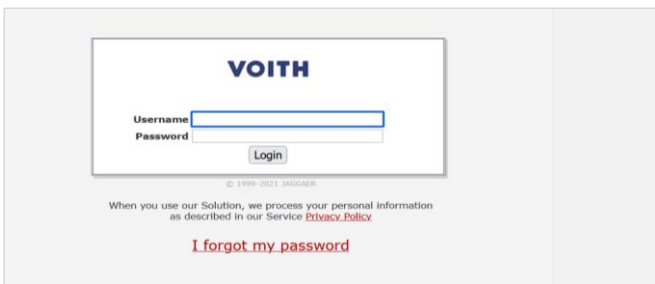 VOITH
Username
Password
Login
© 1999-2021 JAGGAER
When you use our Solution, we process your personal information
as described in our Service Privacy Policy
I forgot my password